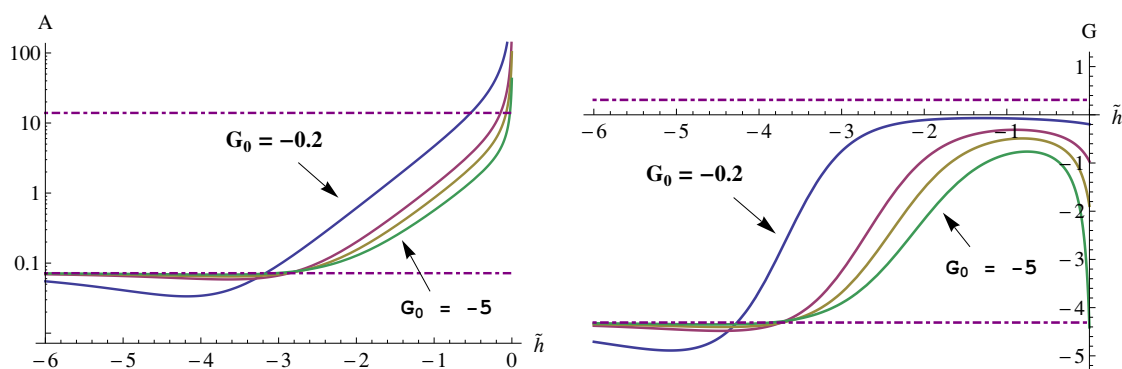 A
100
10
1
0.1
G₀ = −0.2
G₀ = −5
−6 −5 −4 −3 −2 −1 0
h̃
G
1
−6 −5 −4 −3 −2 −1
h̃
G₀ = −0.2
−1
−2
G₀ = −5
−3
−4
−5